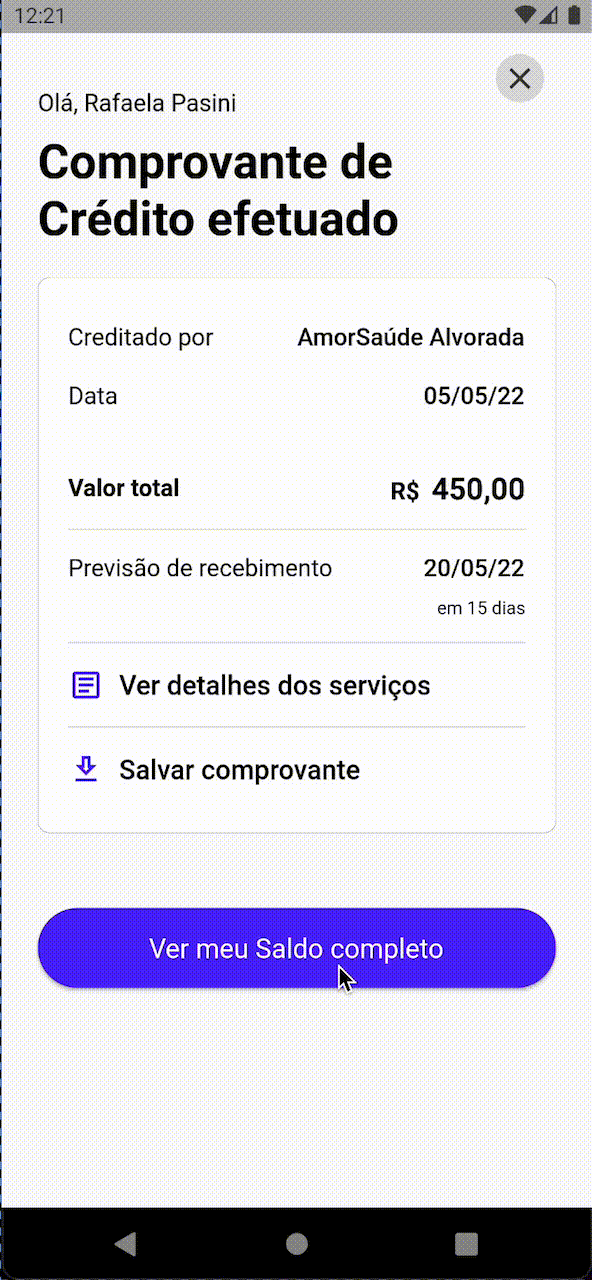 12:21
Olá, Rafaela Pasini
Comprovante de
Crédito efetuado
Creditado por AmorSaúde Alvorada
Data 05/05/22
Valor total R$ 450,00
Previsão de recebimento 20/05/22
em 15 dias
Ver detalhes dos serviços
Salvar comprovante
Ver meu Saldo completo